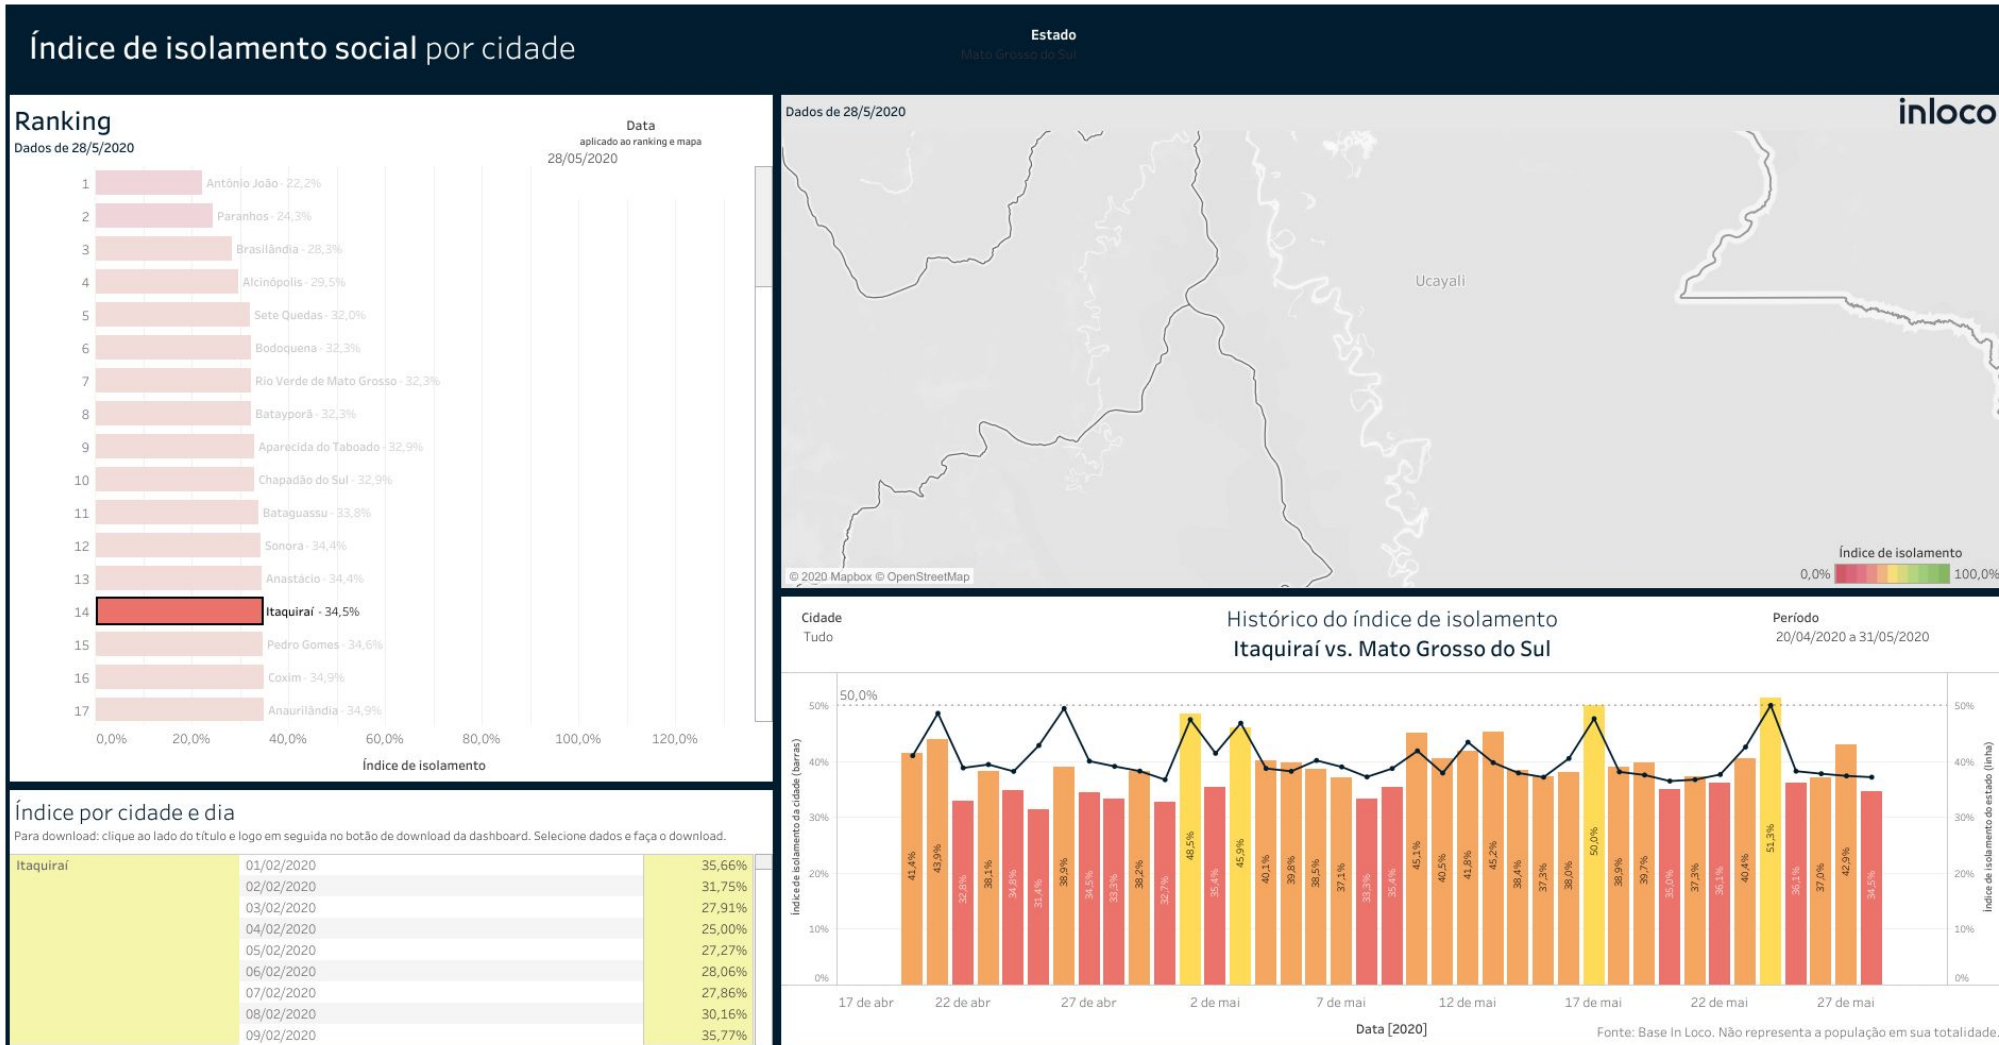 Índice de isolamento social por cidade
Estado
Mato Grosso do Sul
Ranking
Dados de 28/5/2020
Data
aplicado ao ranking e mapa
28/05/2020
1 Antônio João - 22,2%
2 Paranhos - 24,3%
3 Brasilândia - 28,3%
4 Alcinópolis - 29,5%
5 Sete Quedas - 32,0%
6 Bodoquena - 32,3%
7 Rio Verde de Mato Grosso - 32,3%
8 Batayporã - 32,3%
9 Aparecida do Taboado - 32,9%
10 Chapadão do Sul - 32,9%
11 Bataguassu - 33,8%
12 Sonora - 34,4%
13 Anastácio - 34,4%
14 Itaquiraí - 34,5%
15 Pedro Gomes - 34,6%
16 Coxim - 34,9%
17 Anaurilândia - 34,9%
0,0% 20,0% 40,0% 60,0% 80,0% 100,0% 120,0%
Índice de isolamento
Índice por cidade e dia
Para download: clique ao lado do título e logo em seguida no botão de download da dashboard. Selecione dados e faça o download.
Itaquiraí 01/02/2020 35,66%
02/02/2020 31,75%
03/02/2020 27,91%
04/02/2020 25,00%
05/02/2020 27,27%
06/02/2020 28,06%
07/02/2020 27,86%
08/02/2020 30,16%
09/02/2020 35,77%
Dados de 28/5/2020
inloco
Ucayali
© 2020 Mapbox © OpenStreetMap
Índice de isolamento
0,0% 100,0%
Cidade
Tudo
Histórico do índice de isolamento
Itaquiraí vs. Mato Grosso do Sul
Período
20/04/2020 a 31/05/2020
50,0%
Índice de isolamento da cidade (barras)
50%
40%
30%
20%
10%
0%
41,4% 43,9% 32,8% 38,1% 34,8% 31,4% 38,9% 34,5% 33,3% 38,2% 32,7% 48,5% 35,4% 45,9% 40,1% 39,8% 38,5% 37,1% 33,3% 35,4% 45,1% 40,5% 41,8% 45,2% 38,4% 37,3% 38,0% 50,0% 38,9% 39,7% 35,0% 37,3% 36,1% 40,4% 51,3% 36,1% 37,0% 42,9% 34,5%
50%
40%
30%
20%
10%
0%
Índice de isolamento do estado (linha)
17 de abr 22 de abr 27 de abr 2 de mai 7 de mai 12 de mai 17 de mai 22 de mai 27 de mai
Data [2020]
Fonte: Base In Loco. Não representa a população em sua totalidade.